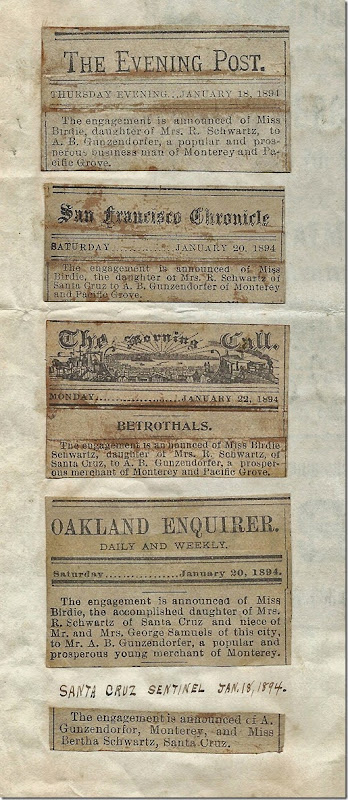 THE EVENING POST.
THURSDAY EVENING...JANUARY 18, 1894
The engagement is announced of Miss
Birdie, daughter of Mrs. R. Schwartz, to
A. B. Gunzendorfer, a popular and pros-
perous business man of Monterey and Pa-
cific Grove.
San Francisco Chronicle
SATURDAY..............JANUARY 20, 1894
The engagement is announced of Miss
Birdie, the daughter of Mrs. R. Schwartz of
Santa Cruz to A. B. Gunzendorfer of Monterey
and Pacific Grove.
The Morning Call.
MONDAY..................JANUARY 22, 1894
BETROTHALS.
The engagement is announced of Miss Birdie
Schwartz, daughter of Mrs. R. Schwartz, of
Santa Cruz, to A. B. Gunzendorfer, a prosper-
ous merchant of Monterey and Pacific Grove.
OAKLAND ENQUIRER.
DAILY AND WEEKLY.
Saturday................January 20, 1894.
The engagement is announced of Miss
Birdie, the accomplished daughter of Mrs.
R. Schwartz of Santa Cruz and niece of
Mr. and Mrs. George Samuels of this city,
to Mr. A. B. Gunzendorfer, a popular and
prosperous young merchant of Monterey.
SANTA CRUZ SENTINEL JAN. 18, 1894.
The engagement is announced of A.
Gunzendorfor, Monterey, and Miss
Bertha Schwartz, Santa Cruz.